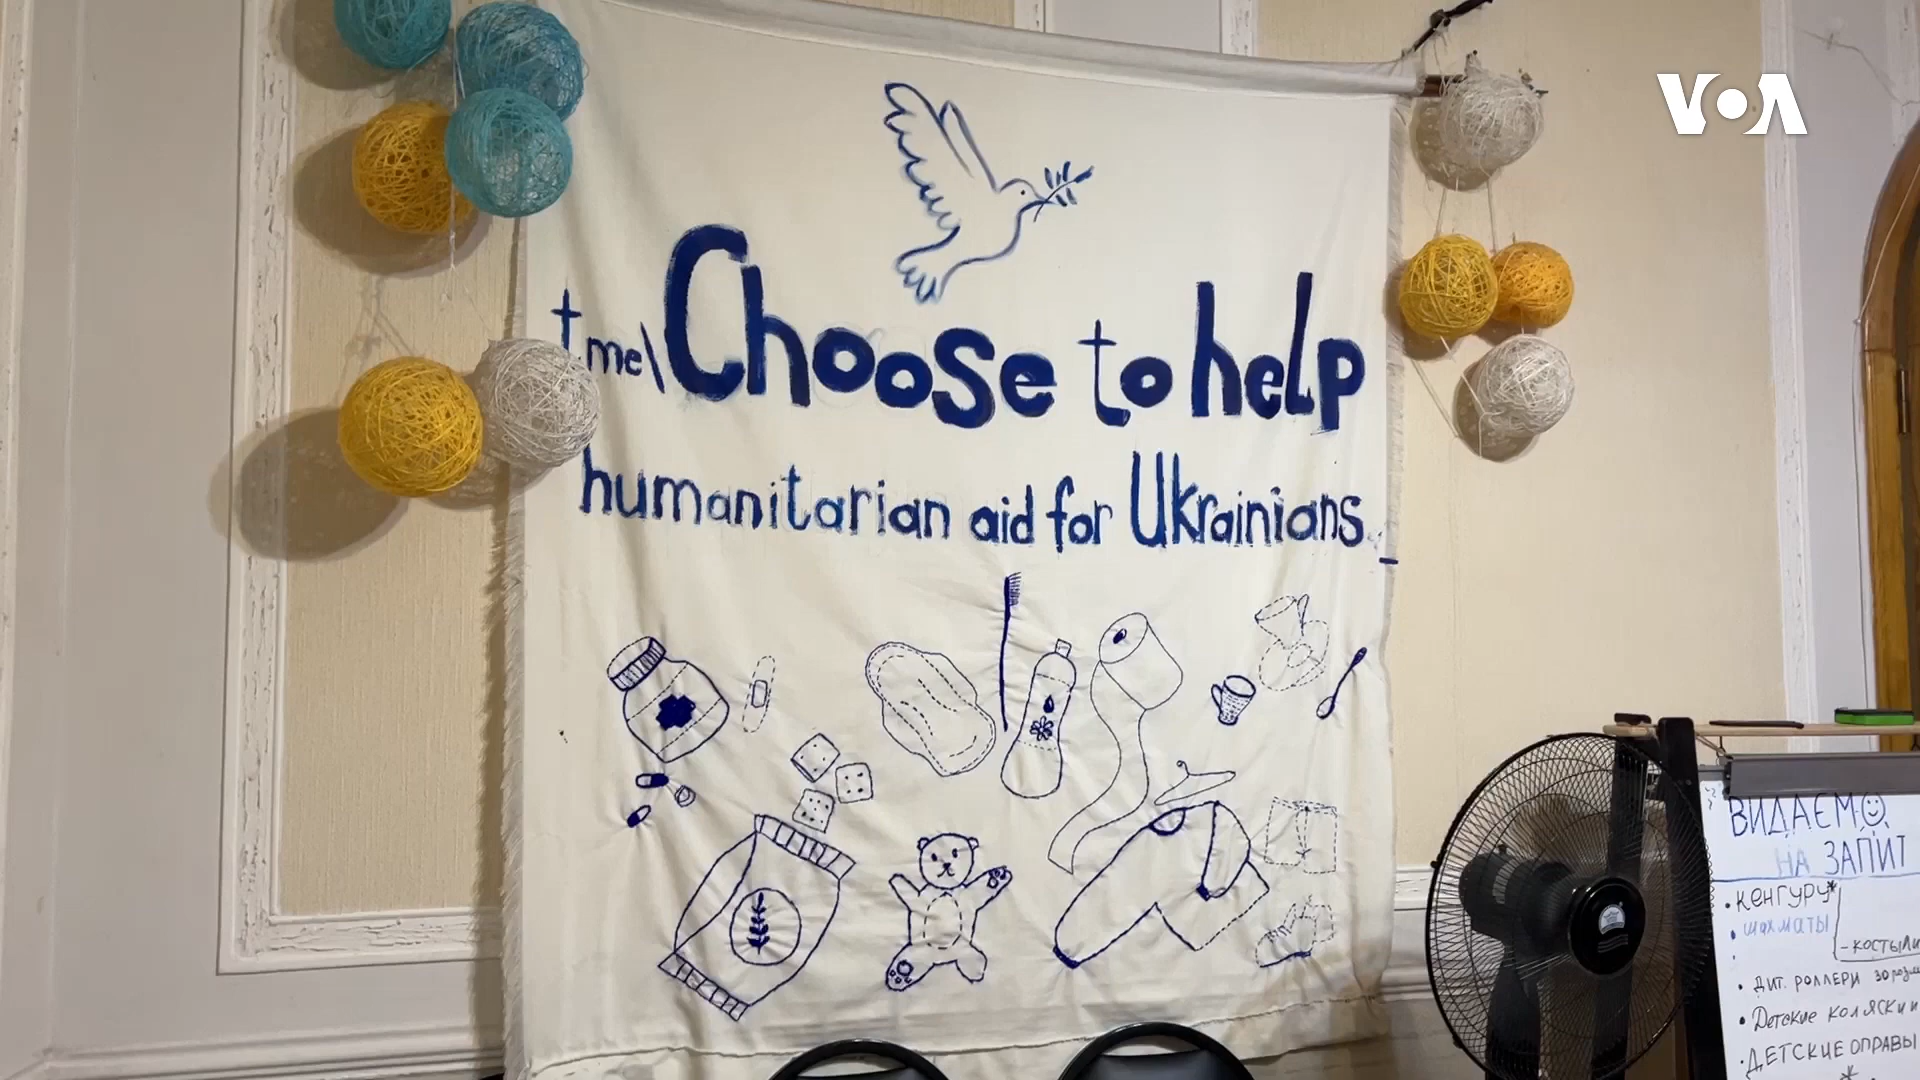 VOA
t me\Choose to help
humanitarian aid for Ukrainians
ВИДАЄМО
НА ЗАПИТ
• КЕНГУРУ*
• шахматы
- КОСТЫЛИ
• ДИТ. РОЛЛЕРИ 30
• Детские коляски и
• ДЕТСКИЕ ОПРАВЫ
*